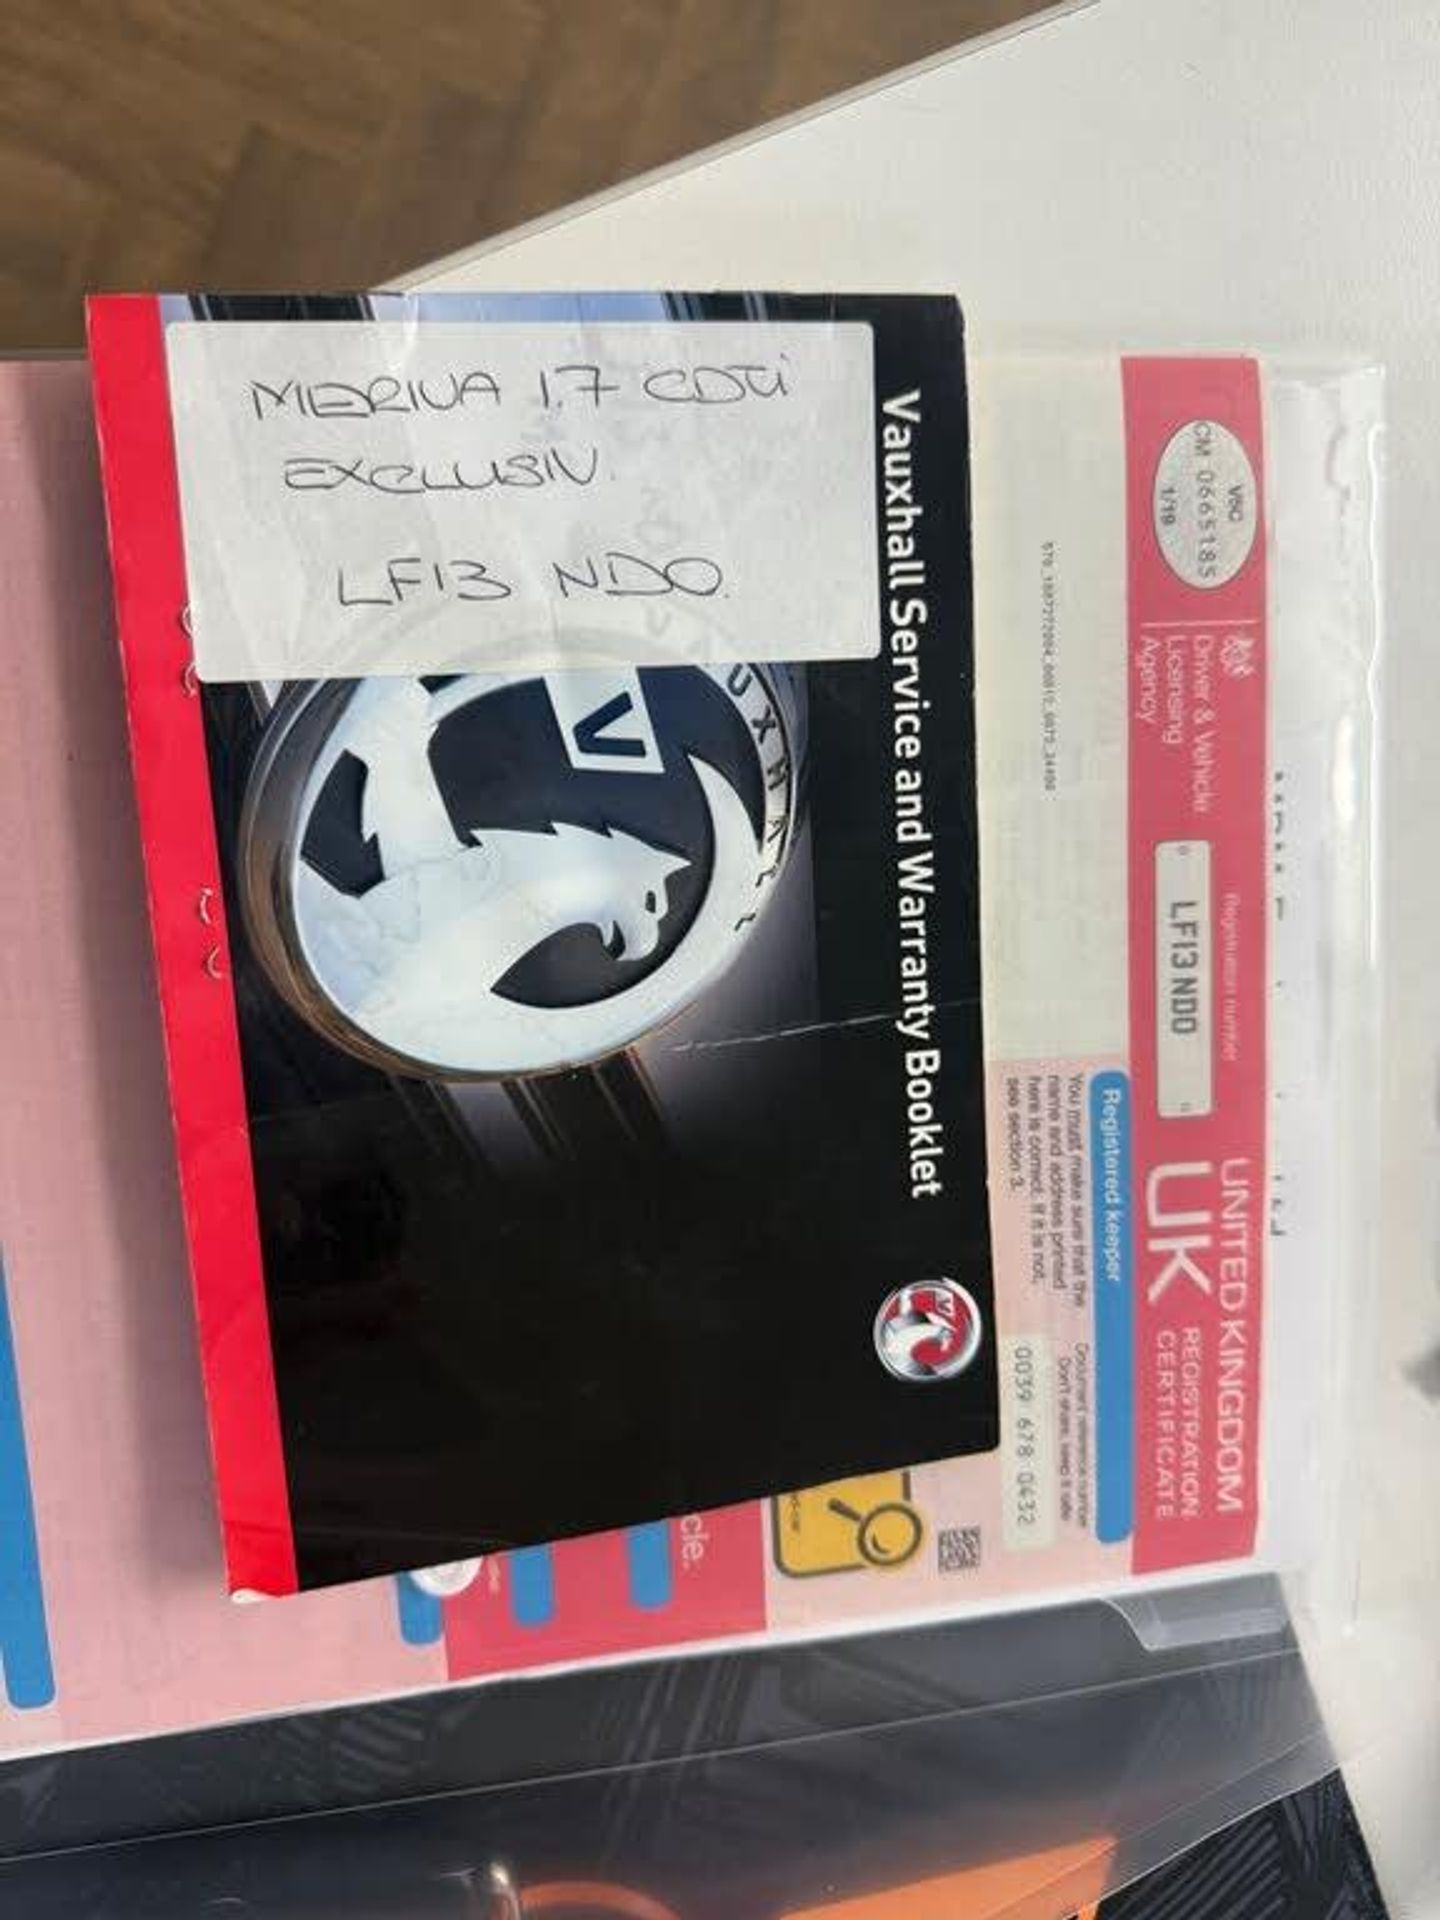 MERIVA 1.7 CDTi
EXCLUSIV.
LF13 NDO.
Vauxhall Service and Warranty Booklet
V
UXHALL
V5C
CM 0665185
1/19
Driver & Vehicle
Licensing
Agency
Registration number
LF13 NDO
UNITED KINGDOM
UK
REGISTRATION
CERTIFICATE
Registered keeper
You must make sure that the
name and address printed
here is correct. If it is not,
see section 3.
Document reference number
Don't share, keep it safe
0039 678 0432
cle.